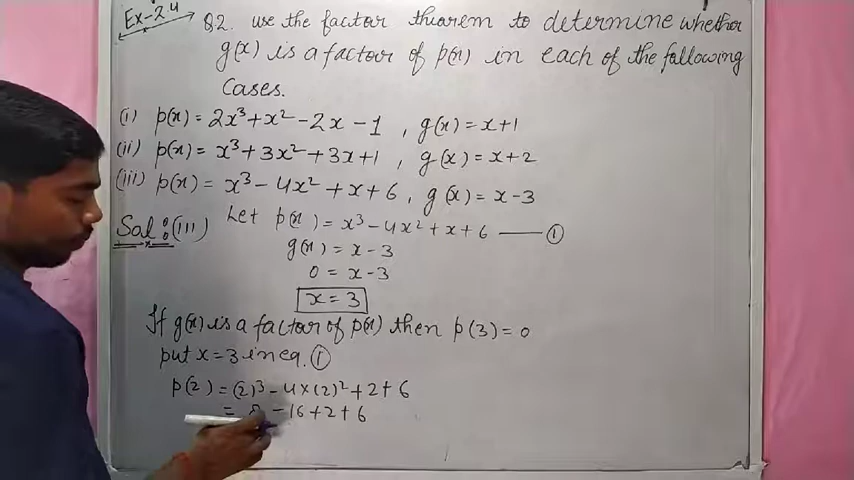 Ex-2.4
Q2. use the factor theorem to determine whether
g(x) is a factor of p(x) in each of the following
Cases.
(i) p(x) = 2x³+x²-2x-1 , g(x) = x+1
(ii) p(x) = x³+3x²+3x+1 , g(x) = x+2
(iii) p(x) = x³-4x²+x+6 , g(x) = x-3
Sol:(iii) Let p(x) = x³-4x²+x+6 —— ①
g(x) = x-3
0 = x-3
x = 3
If g(x) is a factor of p(x) then p(3) = 0
put x = 3 in eq. ①
p(2) = (2)³-4×(2)²+2+6
= 8 -16+2+6